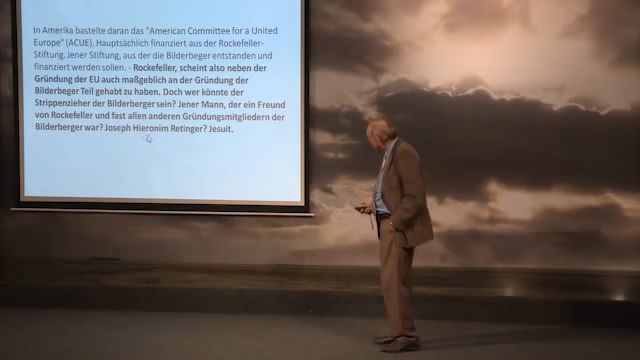 In Amerika bastelte daran das "American Committee for a United
Europe" (ACUE). Hauptsächlich finanziert aus der Rockefeller-
Stiftung. Jener Stiftung, aus der die Bilderbeger entstanden und
finanziert werden sollen. - Rockefeller, scheint also neben der
Gründung der EU auch maßgeblich an der Gründung der
Bilderbeger Teil gehabt zu haben. Doch wer könnte der
Strippenzieher der Bilderberger sein? Jener Mann, der ein Freund
von Rockefeller und fast allen anderen Gründungsmitgliedern der
Bilderberger war? Joseph Hieronim Retinger? Jesuit.